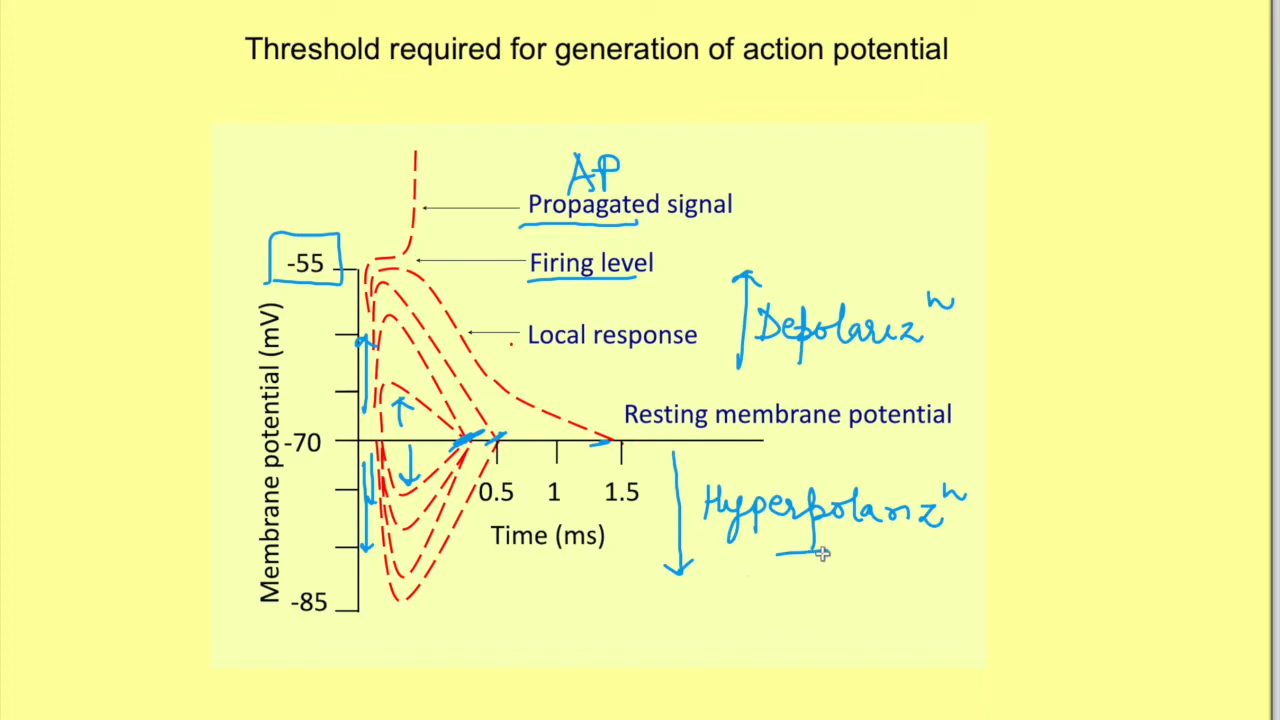 Threshold required for generation of action potential
AP
Propagated signal
-55
Firing level
Local response
Depolarizⁿ
Resting membrane potential
-70
0.5 1 1.5
Hyperpolarizⁿ
Time (ms)
-85
Membrane potential (mV)